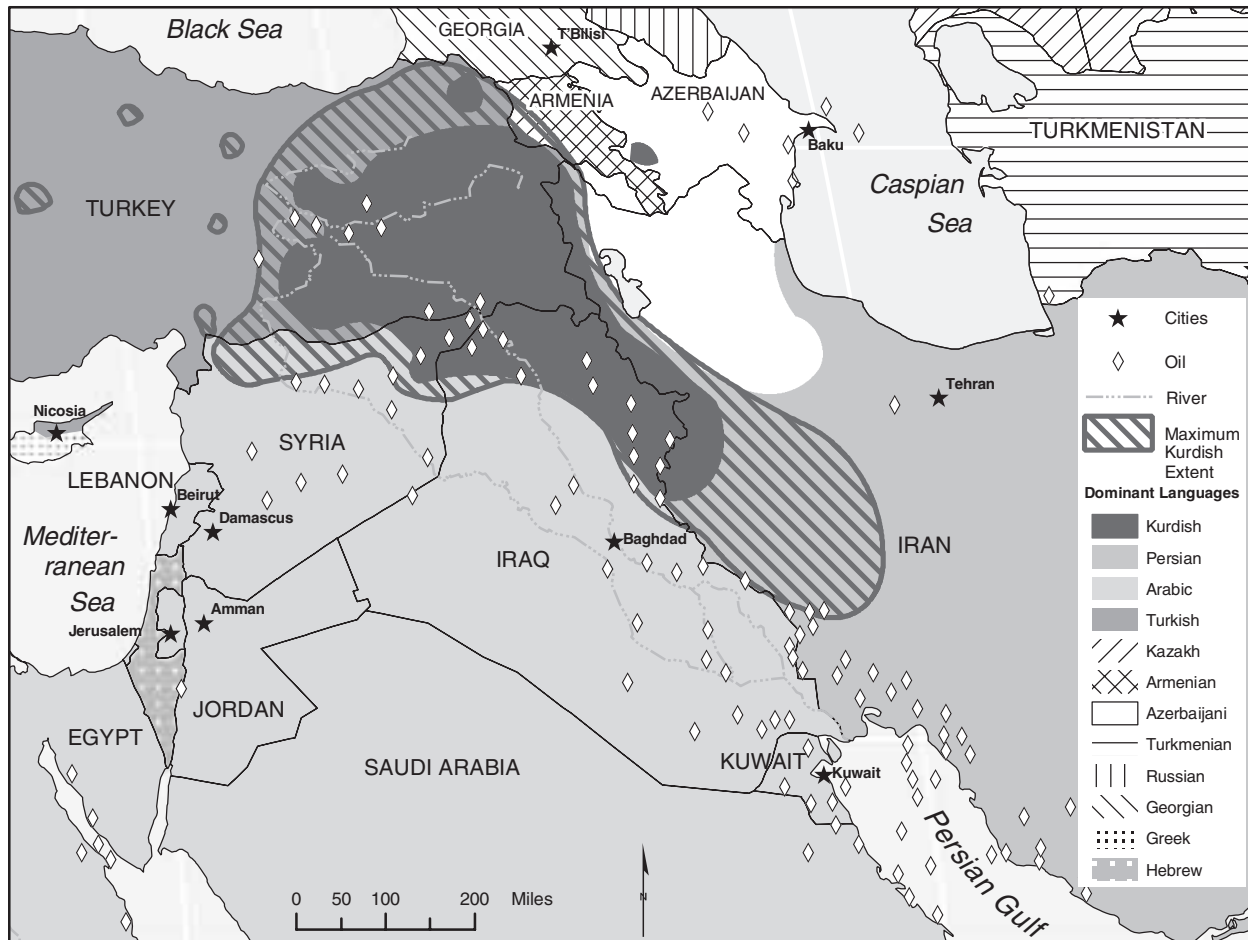 Black Sea
GEORGIA
T'Bilisi
ARMENIA
AZERBAIJAN
Baku
TURKMENISTAN
Caspian
Sea
TURKEY
Tehran
Nicosia
SYRIA
LEBANON
Beirut
Damascus
Mediter-
ranean
Sea
Baghdad
IRAQ
IRAN
Amman
Jerusalem
JORDAN
EGYPT
SAUDI ARABIA
KUWAIT
Kuwait
Persian Gulf
N
0 50 100 200 Miles
Cities
Oil
River
Maximum
Kurdish
Extent
Dominant Languages
Kurdish
Persian
Arabic
Turkish
Kazakh
Armenian
Azerbaijani
Turkmenian
Russian
Georgian
Greek
Hebrew